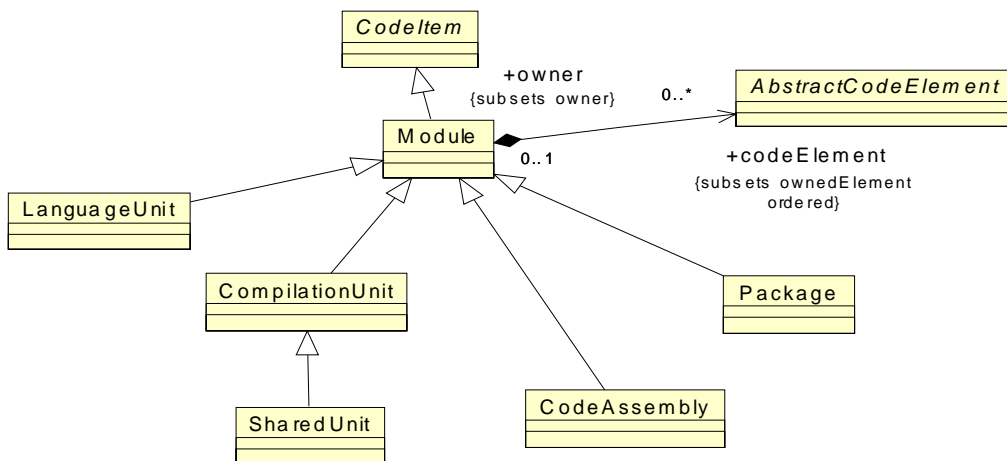 CodeItem
+owner
{subsets owner}
0..*
AbstractCodeElement
Module
0..1
+codeElement
{subsets ownedElement
ordered}
LanguageUnit
CompilationUnit
Package
SharedUnit
CodeAssembly